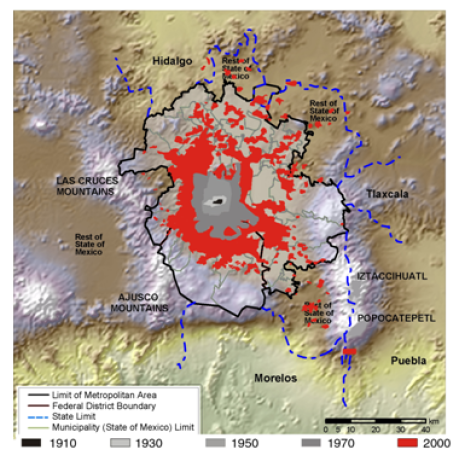 Hidalgo
Rest of
State of
Mexico
Rest of
State of
Mexico
LAS CRUCES
MOUNTAINS
Tlaxcala
Rest of
State of
Mexico
IZTACCIHUATL
AJUSCO
MOUNTAINS
Rest of
State of
Mexico
POPOCATEPETL
Puebla
Morelos
Limit of Metropolitan Area
Federal District Boundary
State Limit
Municipality (State of Mexico) Limit
0 5 10 20 30 40
km
1910 1930 1950 1970 2000